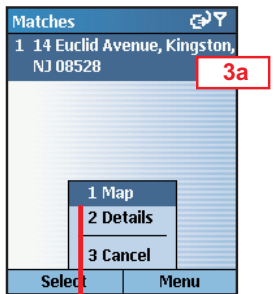 Matches
1 14 Euclid Avenue, Kingston,
NJ 08528
3a
1 Map
2 Details
3 Cancel
Select Menu